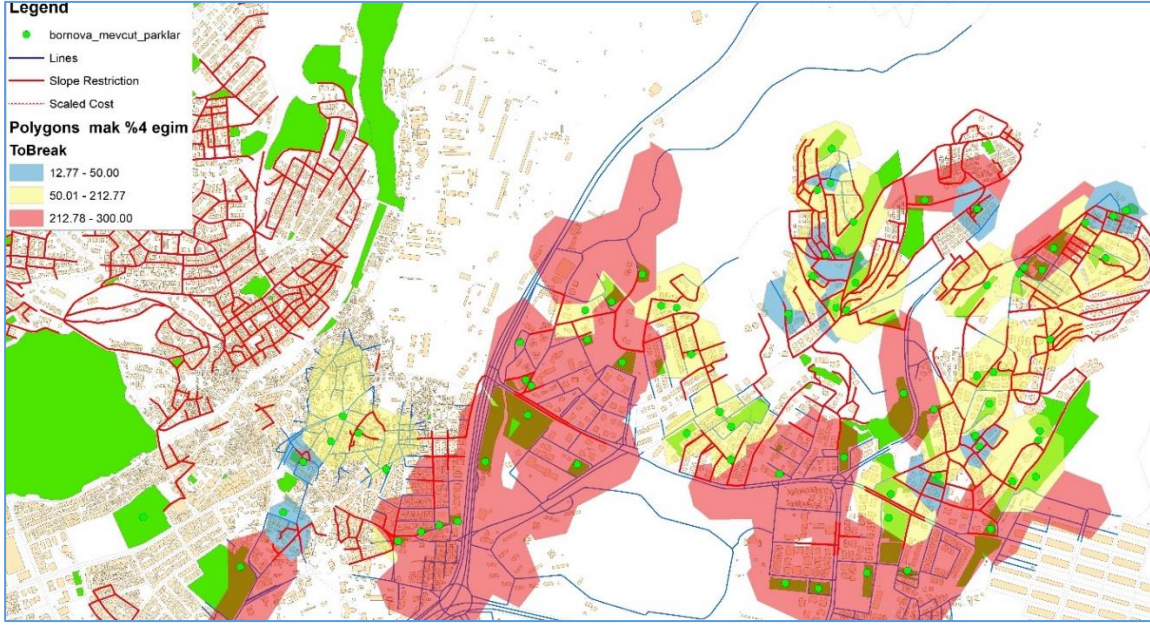 Legend
bornova_mevcut_parklar
Lines
Slope Restriction
Scaled Cost
Polygons mak %4 egim
ToBreak
12.77 - 50.00
50.01 - 212.77
212.78 - 300.00